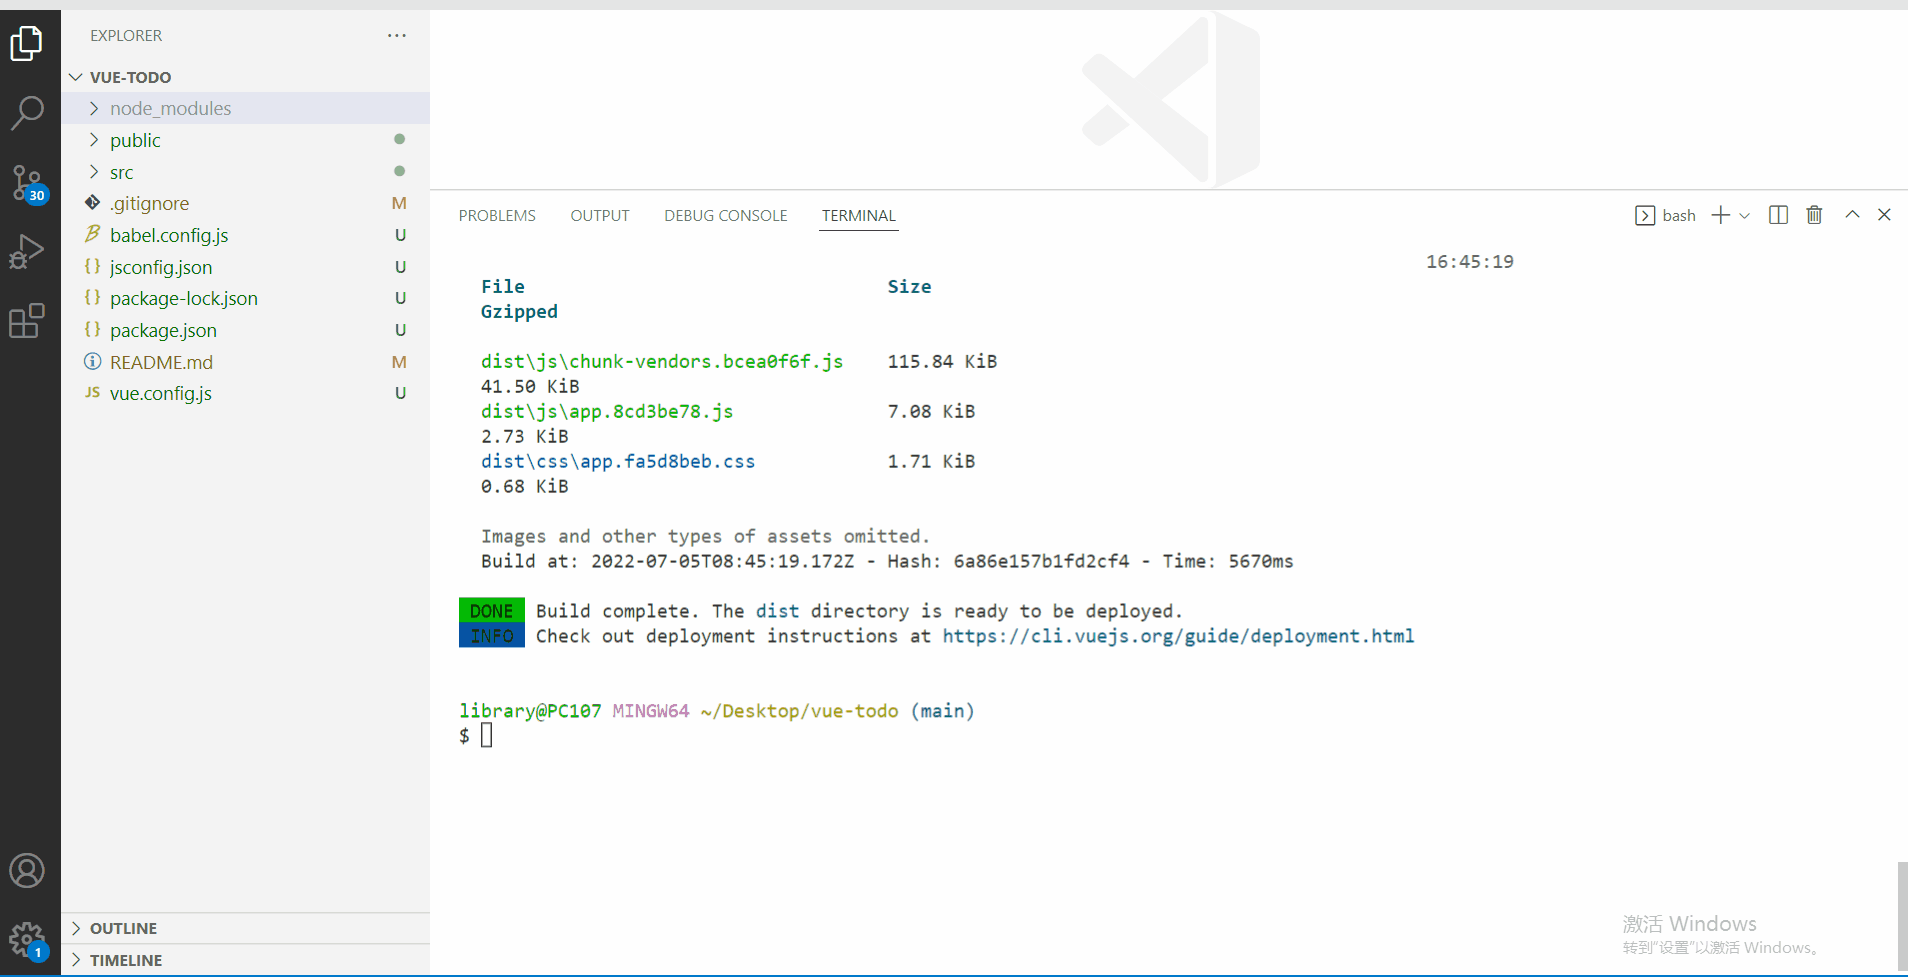 EXPLORER
VUE-TODO
node_modules
public
src
.gitignore M
babel.config.js U
jsconfig.json U
package-lock.json U
package.json U
README.md M
JS vue.config.js U
30
1
OUTLINE
TIMELINE
PROBLEMS OUTPUT DEBUG CONSOLE TERMINAL bash
16:45:19
File Size
Gzipped
dist\js\chunk-vendors.bcea0f6f.js 115.84 KiB
41.50 KiB
dist\js\app.8cd3be78.js 7.08 KiB
2.73 KiB
dist\css\app.fa5d8beb.css 1.71 KiB
0.68 KiB
Images and other types of assets omitted.
Build at: 2022-07-05T08:45:19.172Z - Hash: 6a86e157b1fd2cf4 - Time: 5670ms
DONE Build complete. The dist directory is ready to be deployed.
INFO Check out deployment instructions at https://cli.vuejs.org/guide/deployment.html
library@PC107 MINGW64 ~/Desktop/vue-todo (main)
$
激活 Windows
转到"设置"以激活 Windows。